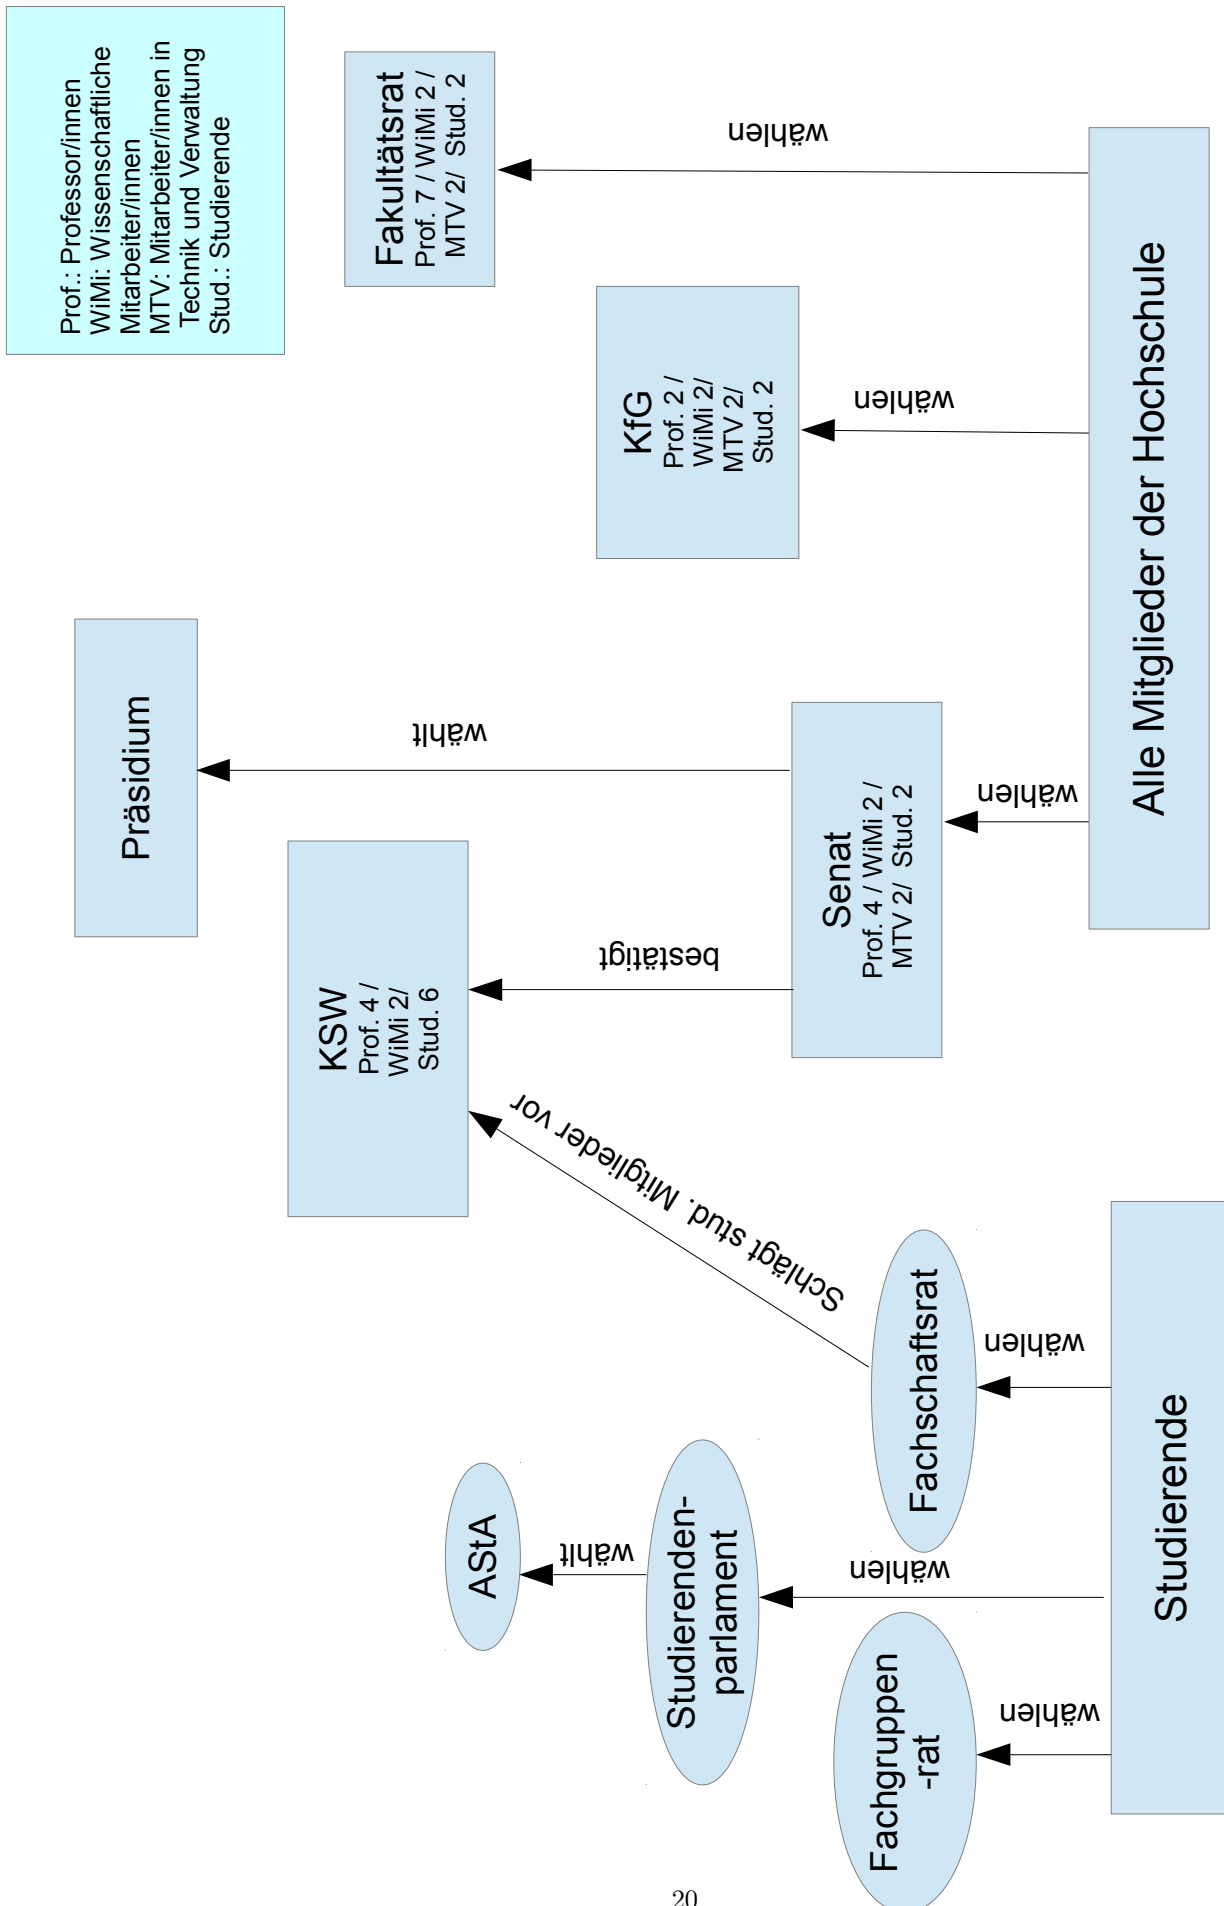 Prof.: Professor/innen
WiMi: Wissenschaftliche
Mitarbeiter/innen
MTV: Mitarbeiter/innen in
Technik und Verwaltung
Stud.: Studierende
Präsidium
Fakultätsrat
Prof. 7 / WiMi 2 /
MTV 2/ Stud. 2
KSW
Prof. 4 /
WiMi 2/
Stud. 6
KfG
Prof. 2 /
WiMi 2/
MTV 2/
Stud. 2
AStA
wählt
wählen
bestätigt
wählen
Schlägt stud. Mitglieder vor
wählt
Studierenden-
parlament
Senat
Prof. 4 / WiMi 2 /
MTV 2/ Stud. 2
Fachgruppen
-rat
Fachschaftsrat
wählen
wählen
wählen
wählen
Studierende
Alle Mitglieder der Hochschule
20